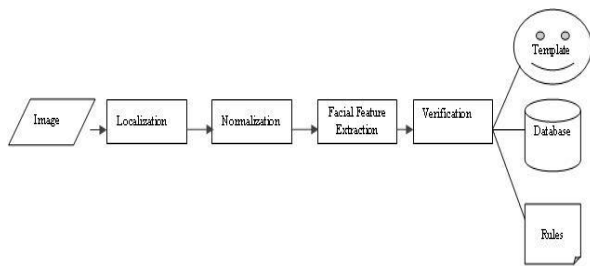 Image
Localization
Normalization
Facial Feature
Extraction
Verification
Template
Database
Rules